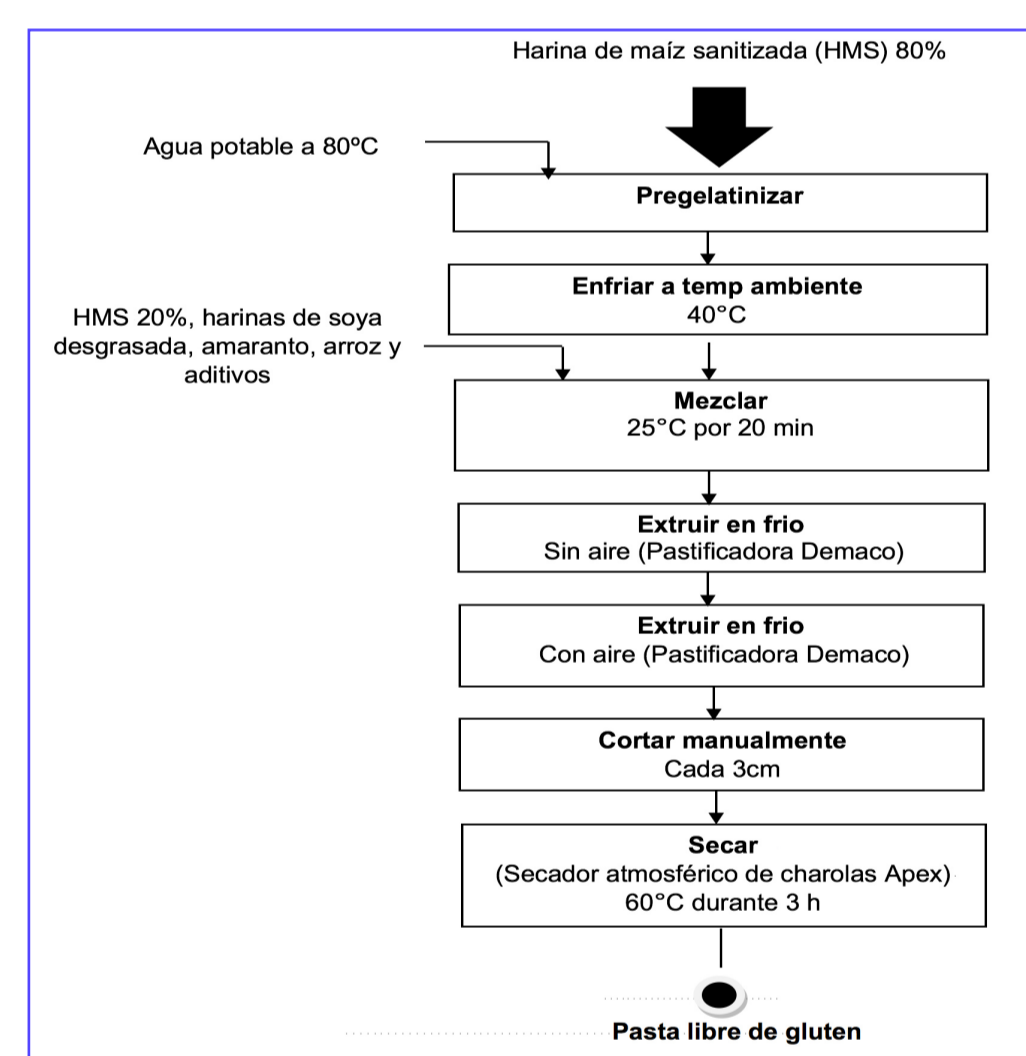 Harina de maíz sanitizada (HMS) 80%
Agua potable a 80ºC
Pregelatinizar
Enfriar a temp ambiente
40°C
HMS 20%, harinas de soya
desgrasada, amaranto, arroz y
aditivos
Mezclar
25°C por 20 min
Extruir en frio
Sin aire (Pastificadora Demaco)
Extruir en frio
Con aire (Pastificadora Demaco)
Cortar manualmente
Cada 3cm
Secar
(Secador atmosférico de charolas Apex)
60°C durante 3 h
Pasta libre de gluten